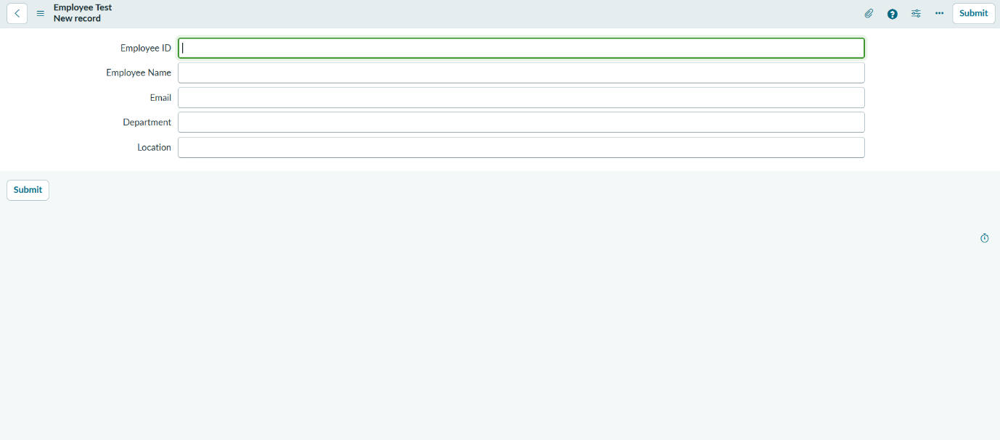 Employee Test
New record
Submit
Employee ID
Employee Name
Email
Department
Location
Submit